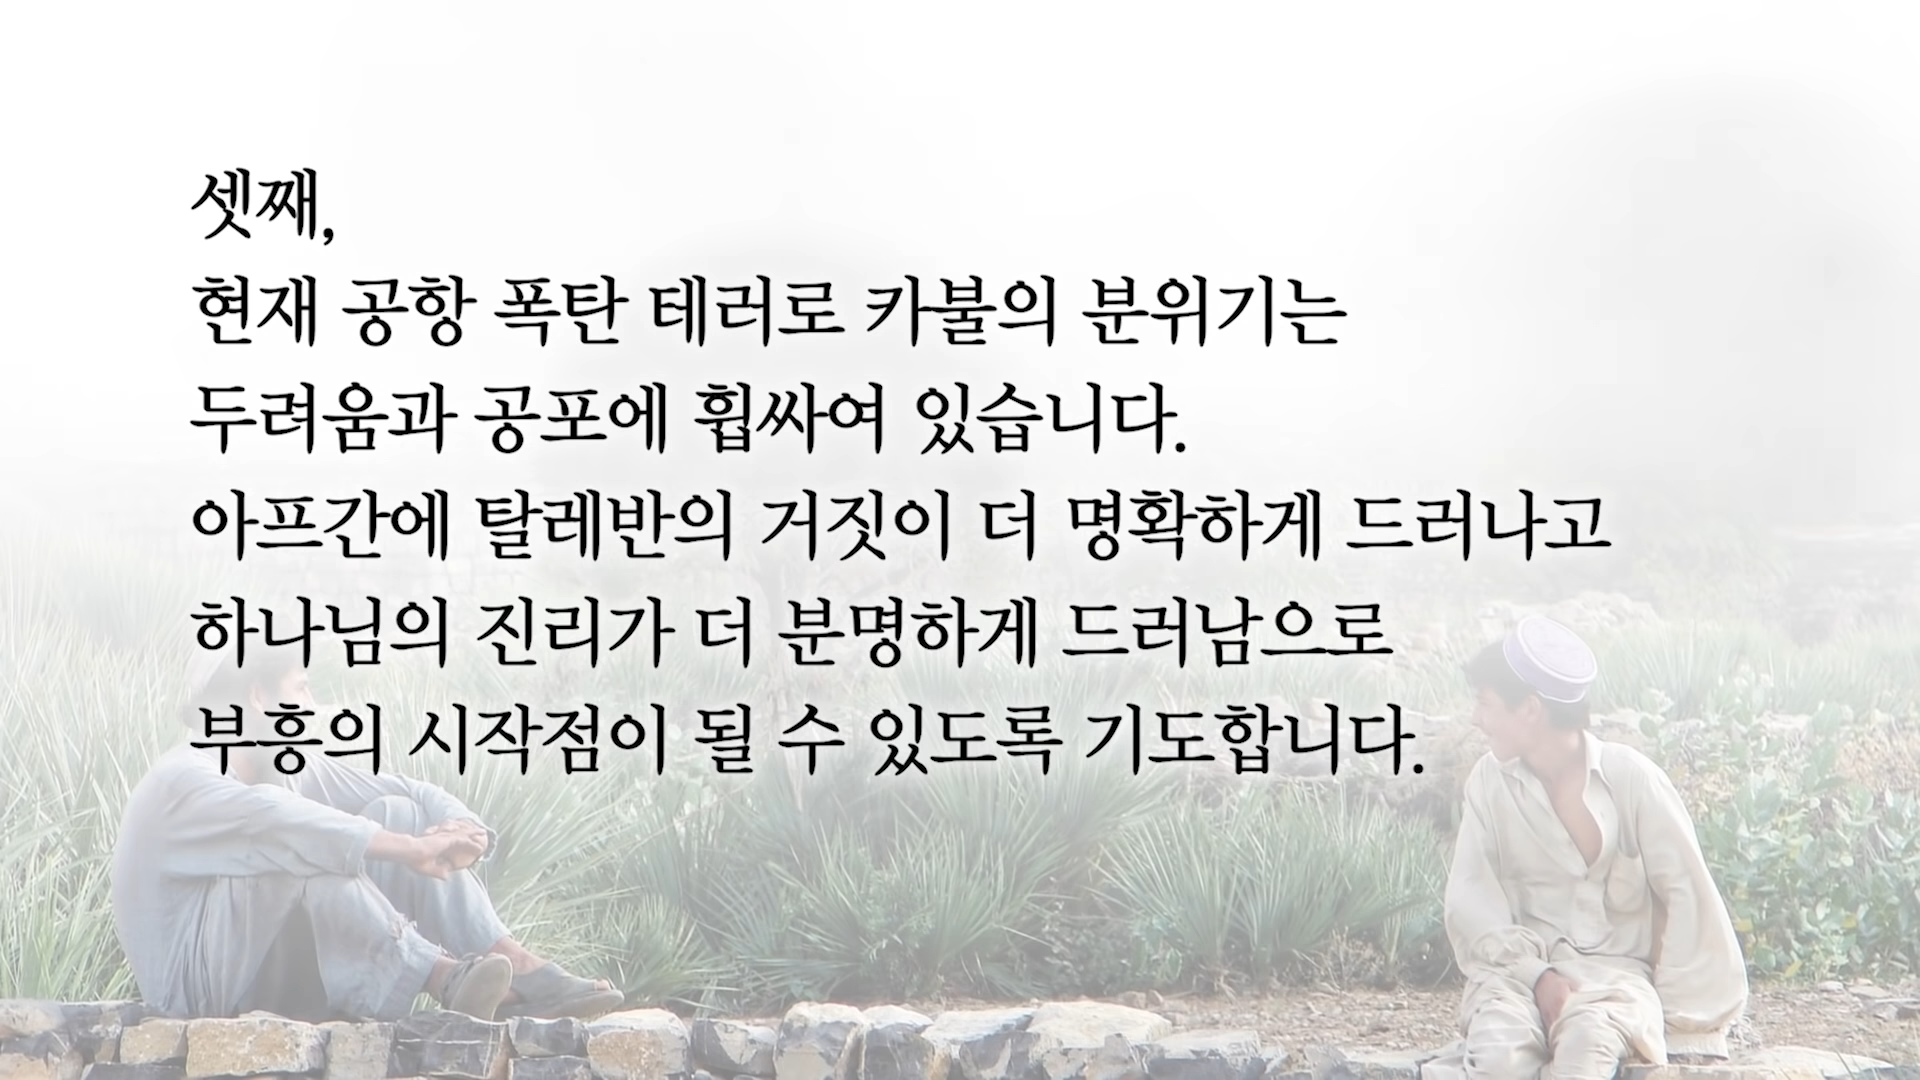 셋째,
현재 공항 폭탄 테러로 카불의 분위기는
두려움과 공포에 휩싸여 있습니다.
아프간에 탈레반의 거짓이 더 명확하게 드러나고
하나님의 진리가 더 분명하게 드러남으로
부흥의 시작점이 될 수 있도록 기도합니다.